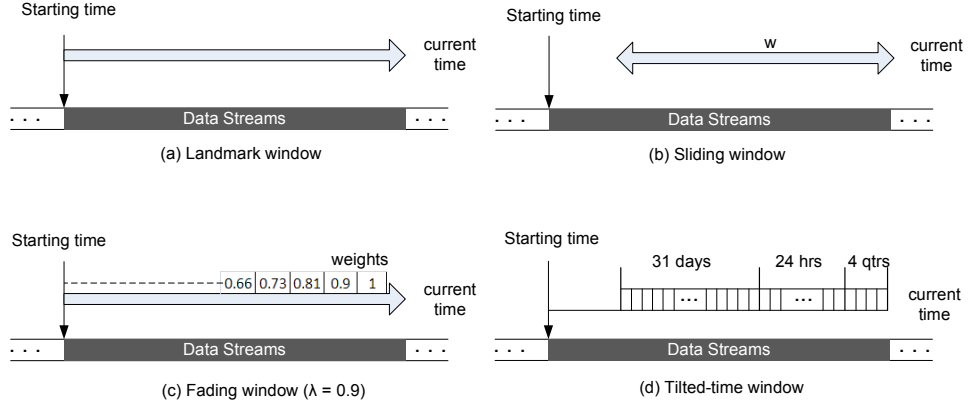 Starting time
current
time
. . .
Data Streams
. . .
(a) Landmark window
Starting time
w
current
time
. . .
Data Streams
. . .
(b) Sliding window
Starting time
weights
0.66 0.73 0.81 0.9 1
current
time
. . .
Data Streams
. . .
(c) Fading window (λ = 0.9)
Starting time
31 days 24 hrs 4 qtrs
... ...
current
time
. . .
Data Streams
. . .
(d) Tilted-time window